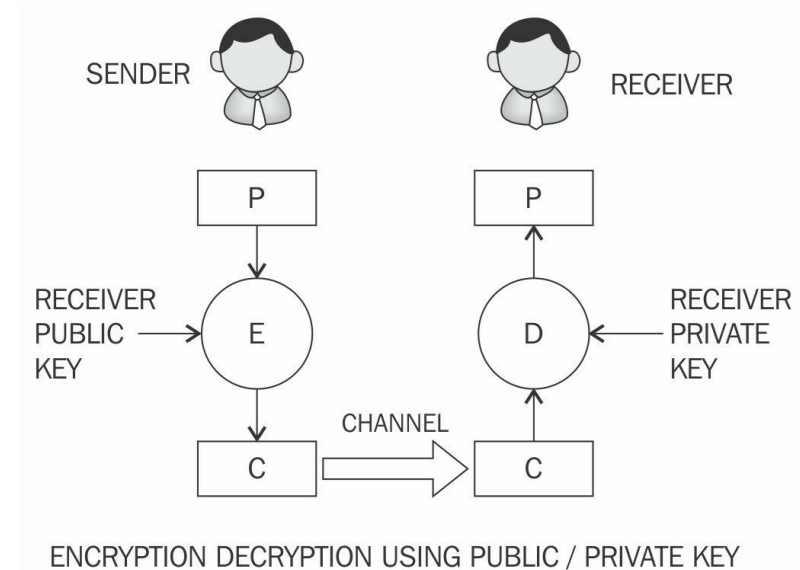 SENDER
RECEIVER
P
P
RECEIVER
PUBLIC
KEY
E
D
RECEIVER
PRIVATE
KEY
CHANNEL
C
C
ENCRYPTION DECRYPTION USING PUBLIC / PRIVATE KEY